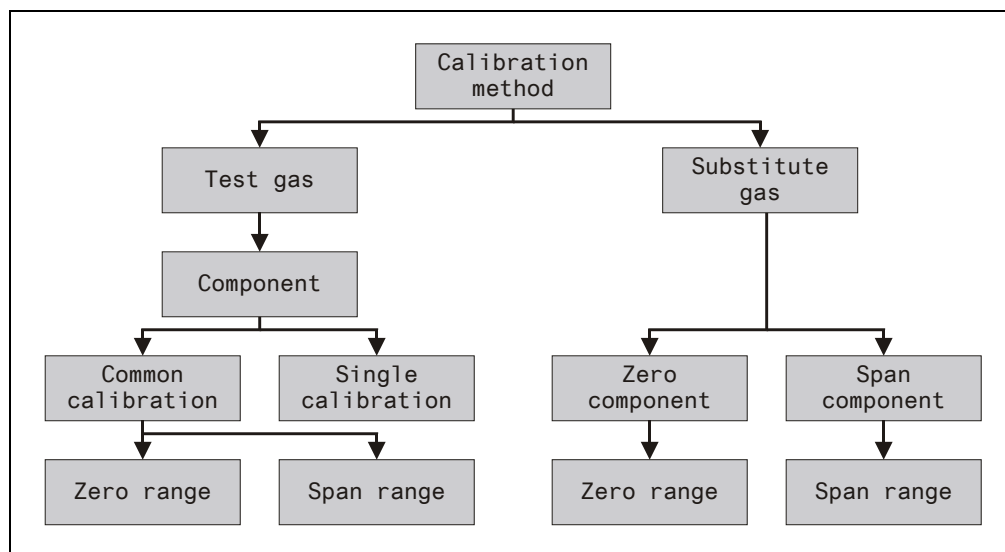 Calibration
method
Test gas
Substitute
gas
Component
Common
calibration
Single
calibration
Zero
component
Span
component
Zero range
Span range
Zero range
Span range